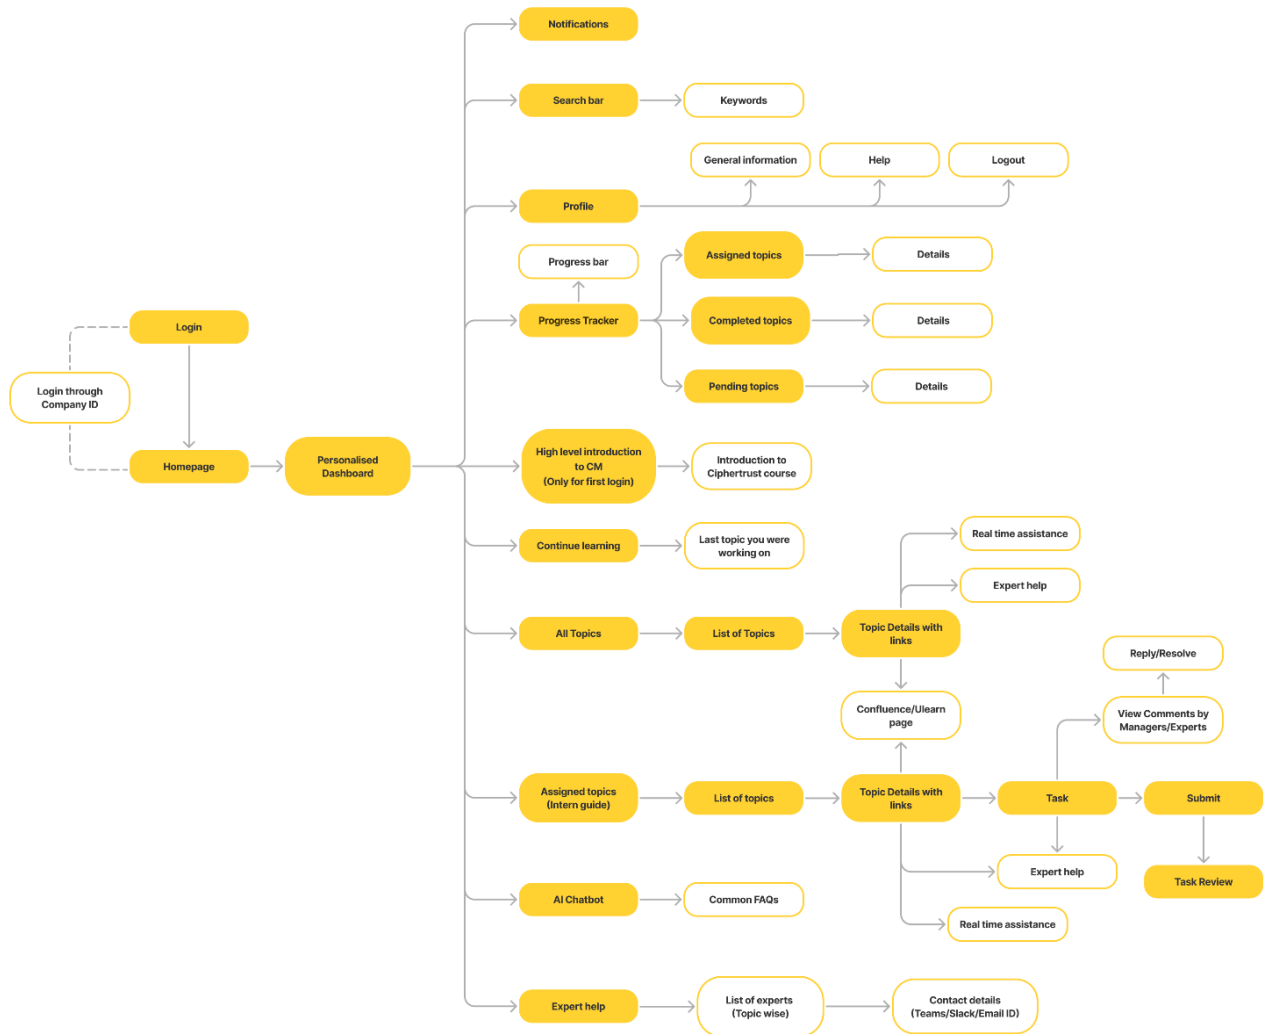 Notifications
Search bar
Keywords
General information
Help
Logout
Profile
Progress bar
Assigned topics
Details
Login
Progress Tracker
Completed topics
Details
Login through
Company ID
Pending topics
Details
Homepage
Personalised
Dashboard
High level introduction
to CM
(Only for first login)
Introduction to
Ciphertrust course
Continue learning
Last topic you were
working on
Real time assistance
Expert help
All Topics
List of Topics
Topic Details with
links
Reply/Resolve
Confluence/Ulearn
page
View Comments by
Managers/Experts
Assigned topics
(Intern guide)
List of topics
Topic Details with
links
Task
Submit
Expert help
Task Review
AI Chatbot
Common FAQs
Real time assistance
Expert help
List of experts
(Topic wise)
Contact details
(Teams/Slack/Email ID)